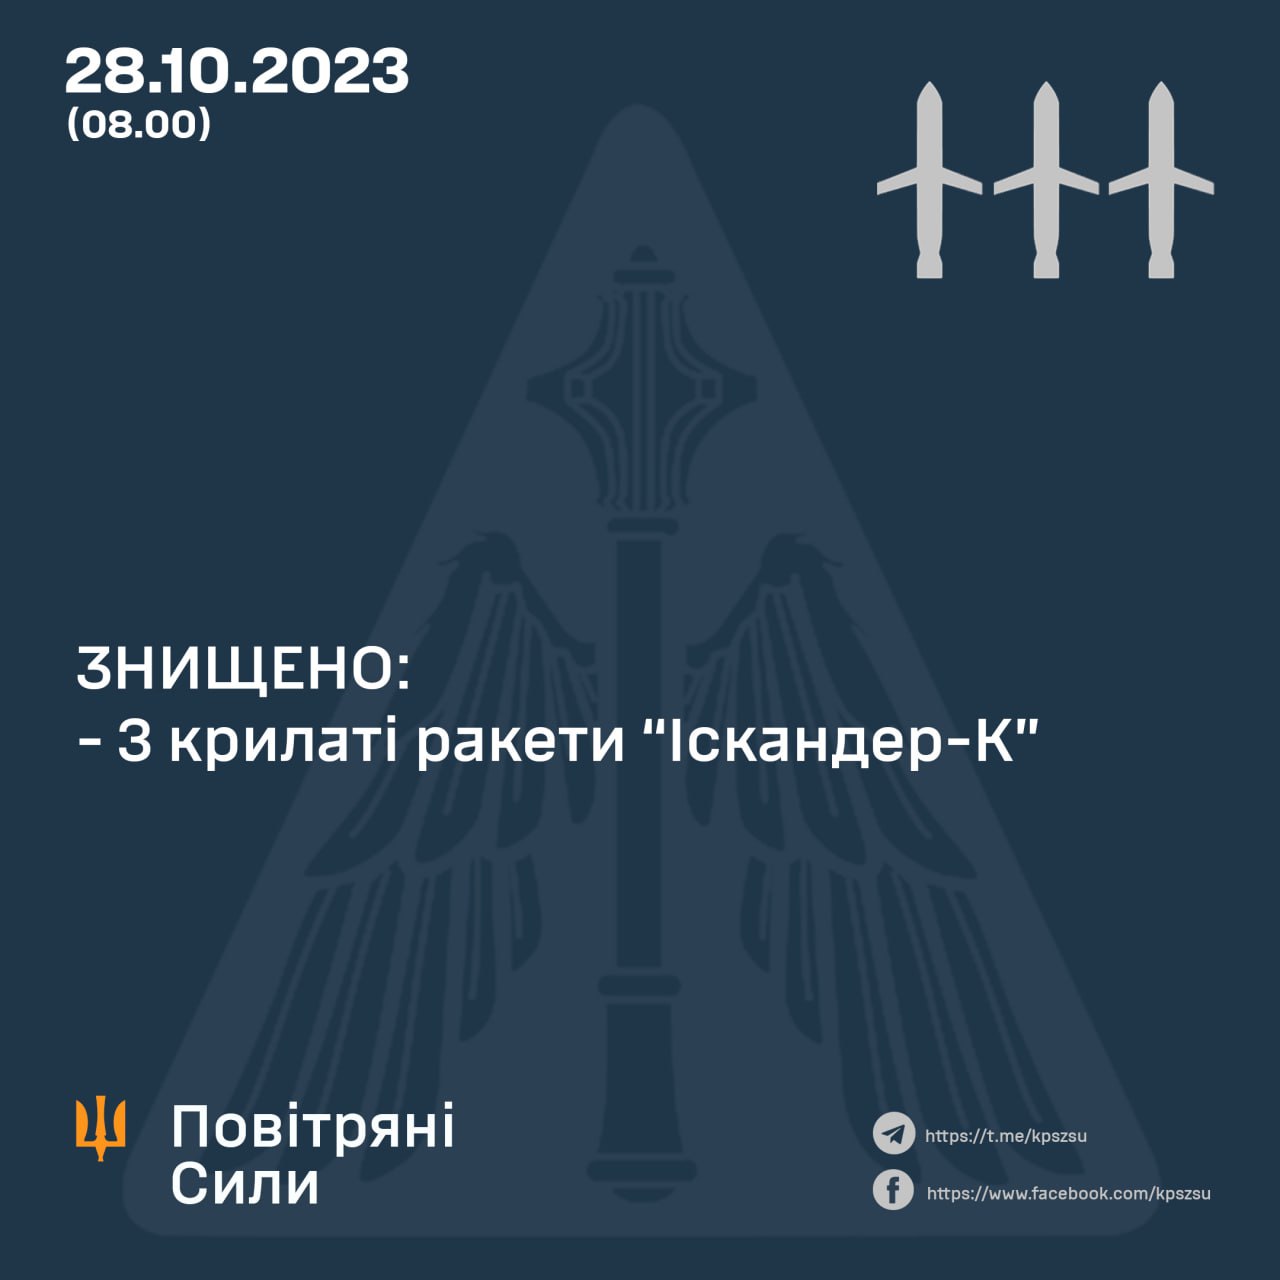 28.10.2023
(08.00)
ЗНИЩЕНО:
- 3 крилаті ракети “Іскандер-К”
Повітряні
Сили
https://t.me/kpszsu
https://www.facebook.com/kpszsu